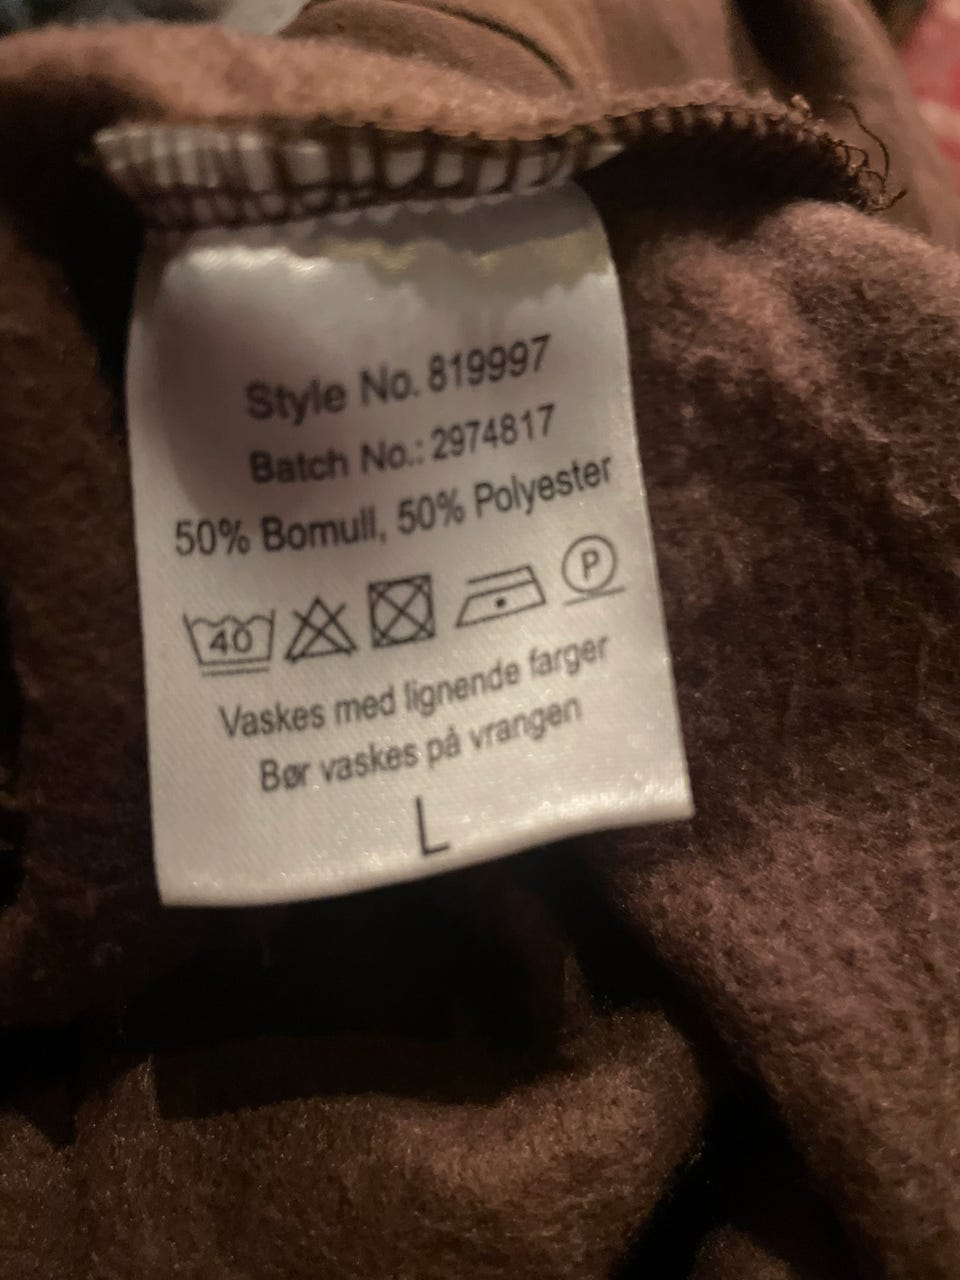 Style No. 819997
Batch No.: 2974817
50% Bomull, 50% Polyester
40 P
Vaskes med lignende farger
Bør vaskes på vrangen
L